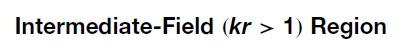 Intermediate-Field (kr > 1) Region